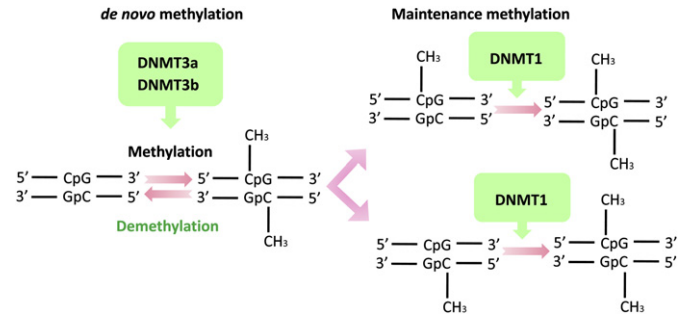 de novo methylation
DNMT3a
DNMT3b
Methylation
5′ CpG 3′
3′ GpC 5′
Demethylation
CH₃
5′ CpG 3′
3′ GpC 5′
CH₃
Maintenance methylation
CH₃
5′ CpG 3′
3′ GpC 5′
DNMT1
CH₃
5′ CpG 3′
3′ GpC 5′
CH₃
5′ CpG 3′
3′ GpC 5′
CH₃
DNMT1
CH₃
5′ CpG 3′
3′ GpC 5′
CH₃